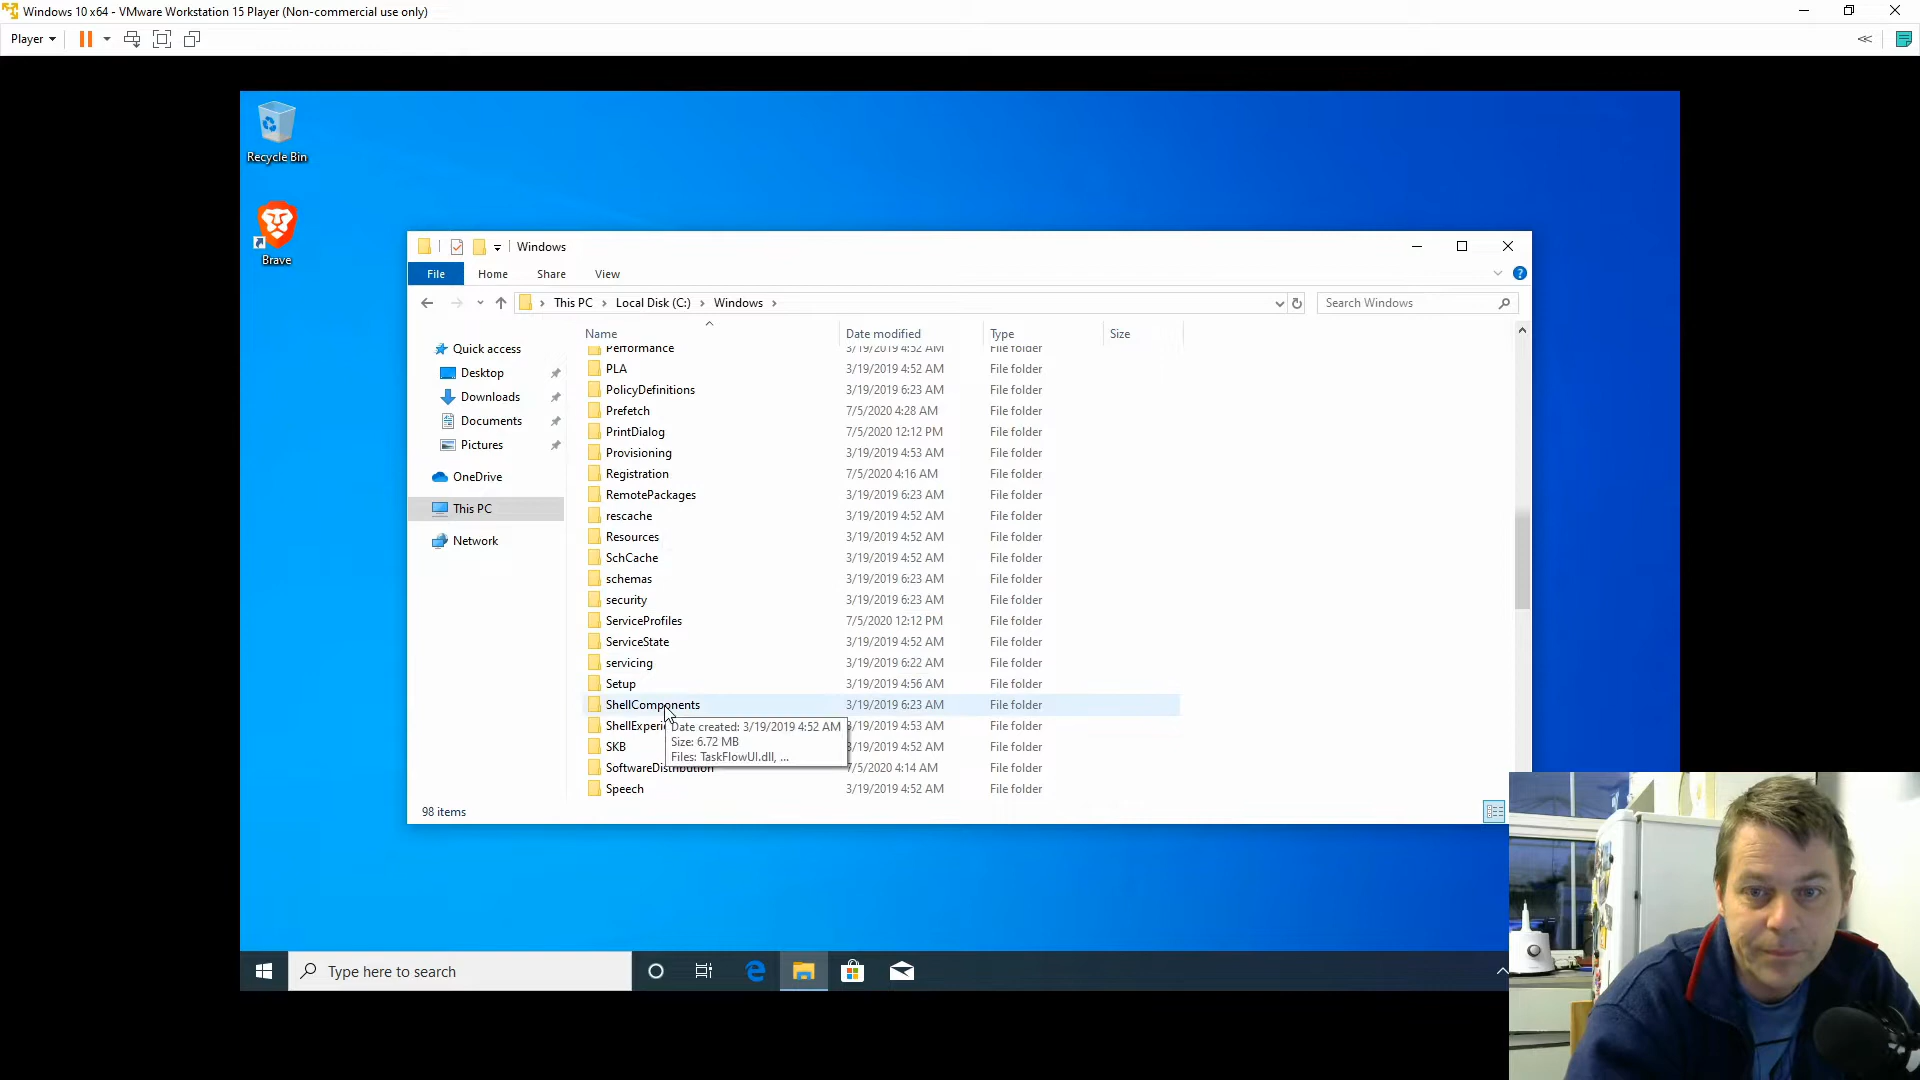 Windows 10 x64 - VMware Workstation 15 Player (Non-commercial use only)
Player
Recycle Bin
Brave
Windows
File Home Share View
This PC Local Disk (C:) Windows
Search Windows
Name Date modified Type Size
Quick access
Desktop
Downloads
Documents
Pictures
OneDrive
This PC
Network
Performance 3/19/2019 4:52 AM File folder
PLA 3/19/2019 4:52 AM File folder
PolicyDefinitions 3/19/2019 6:23 AM File folder
Prefetch 7/5/2020 4:28 AM File folder
PrintDialog 7/5/2020 12:12 PM File folder
Provisioning 3/19/2019 4:53 AM File folder
Registration 7/5/2020 4:16 AM File folder
RemotePackages 3/19/2019 6:23 AM File folder
rescache 3/19/2019 4:52 AM File folder
Resources 3/19/2019 4:52 AM File folder
SchCache 3/19/2019 4:52 AM File folder
schemas 3/19/2019 6:23 AM File folder
security 3/19/2019 6:23 AM File folder
ServiceProfiles 7/5/2020 12:12 PM File folder
ServiceState 3/19/2019 4:52 AM File folder
servicing 3/19/2019 6:22 AM File folder
Setup 3/19/2019 4:56 AM File folder
ShellComponents 3/19/2019 6:23 AM File folder
ShellExperi 3/19/2019 4:53 AM File folder
SKB 3/19/2019 4:52 AM File folder
SoftwareDistribution 7/5/2020 4:14 AM File folder
Speech 3/19/2019 4:52 AM File folder
Date created: 3/19/2019 4:52 AM
Size: 6.72 MB
Files: TaskFlowUI.dll, ...
98 items
Type here to search